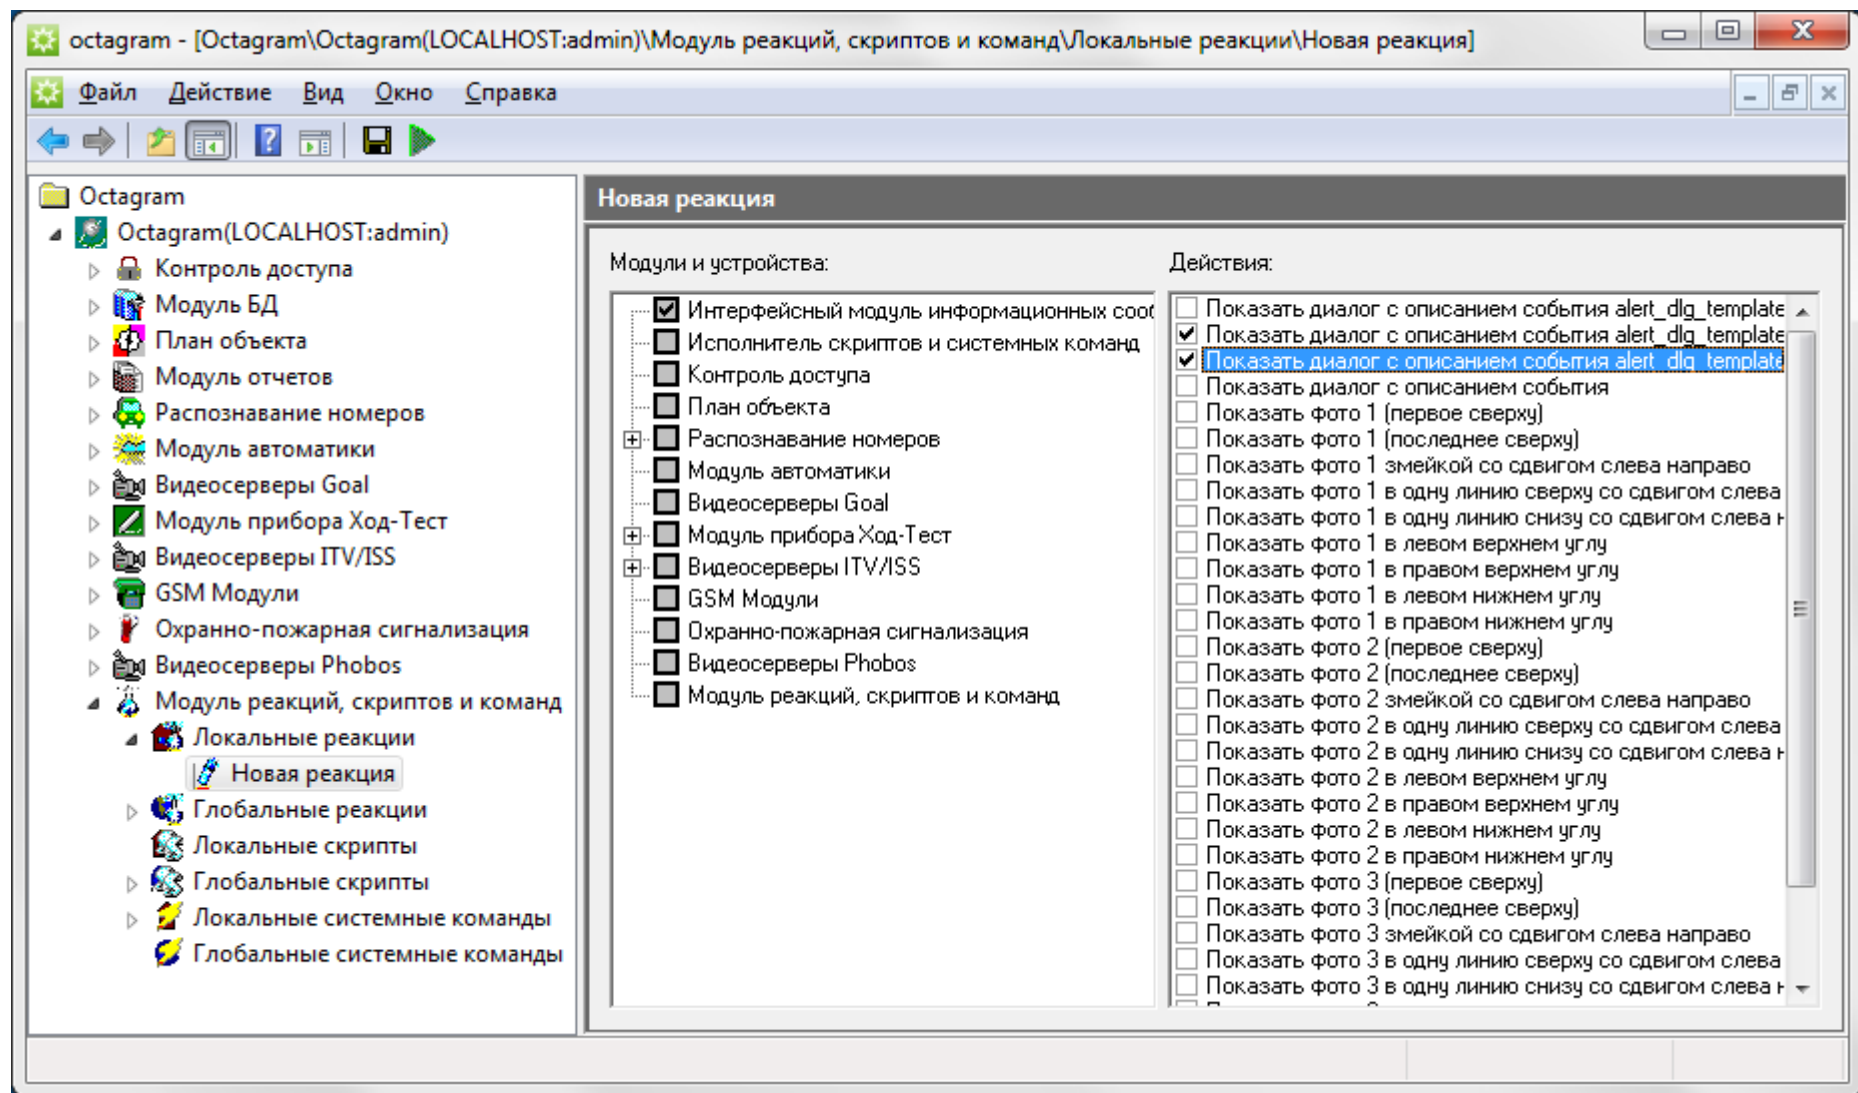 octagram - [Octagram\Octagram(LOCALHOST:admin)\Модуль реакций, скриптов и команд\Локальные реакции\Новая реакция]
Файл Действие Вид Окно Справка
Octagram
Octagram(LOCALHOST:admin)
Контроль доступа
Модуль БД
План объекта
Модуль отчетов
Распознавание номеров
Модуль автоматики
Видеосерверы Goal
Модуль прибора Ход-Тест
Видеосерверы ITV/ISS
GSM Модули
Охранно-пожарная сигнализация
Видеосерверы Phobos
Модуль реакций, скриптов и команд
Локальные реакции
Новая реакция
Глобальные реакции
Локальные скрипты
Глобальные скрипты
Локальные системные команды
Глобальные системные команды
Новая реакция
Модули и устройства:
Интерфейсный модуль информационных сооб
Исполнитель скриптов и системных команд
Контроль доступа
План объекта
Распознавание номеров
Модуль автоматики
Видеосерверы Goal
Модуль прибора Ход-Тест
Видеосерверы ITV/ISS
GSM Модули
Охранно-пожарная сигнализация
Видеосерверы Phobos
Модуль реакций, скриптов и команд
Действия:
Показать диалог с описанием события alert_dlg_template
Показать диалог с описанием события alert_dlg_template
Показать диалог с описанием события alert_dlg_template
Показать диалог с описанием события
Показать фото 1 (первое сверху)
Показать фото 1 (последнее сверху)
Показать фото 1 змейкой со сдвигом слева направо
Показать фото 1 в одну линию сверху со сдвигом слева
Показать фото 1 в одну линию снизу со сдвигом слева н
Показать фото 1 в левом верхнем углу
Показать фото 1 в правом верхнем углу
Показать фото 1 в левом нижнем углу
Показать фото 1 в правом нижнем углу
Показать фото 2 (первое сверху)
Показать фото 2 (последнее сверху)
Показать фото 2 змейкой со сдвигом слева направо
Показать фото 2 в одну линию сверху со сдвигом слева
Показать фото 2 в одну линию снизу со сдвигом слева н
Показать фото 2 в левом верхнем углу
Показать фото 2 в правом верхнем углу
Показать фото 2 в левом нижнем углу
Показать фото 2 в правом нижнем углу
Показать фото 3 (первое сверху)
Показать фото 3 (последнее сверху)
Показать фото 3 змейкой со сдвигом слева направо
Показать фото 3 в одну линию сверху со сдвигом слева
Показать фото 3 в одну линию снизу со сдвигом слева н